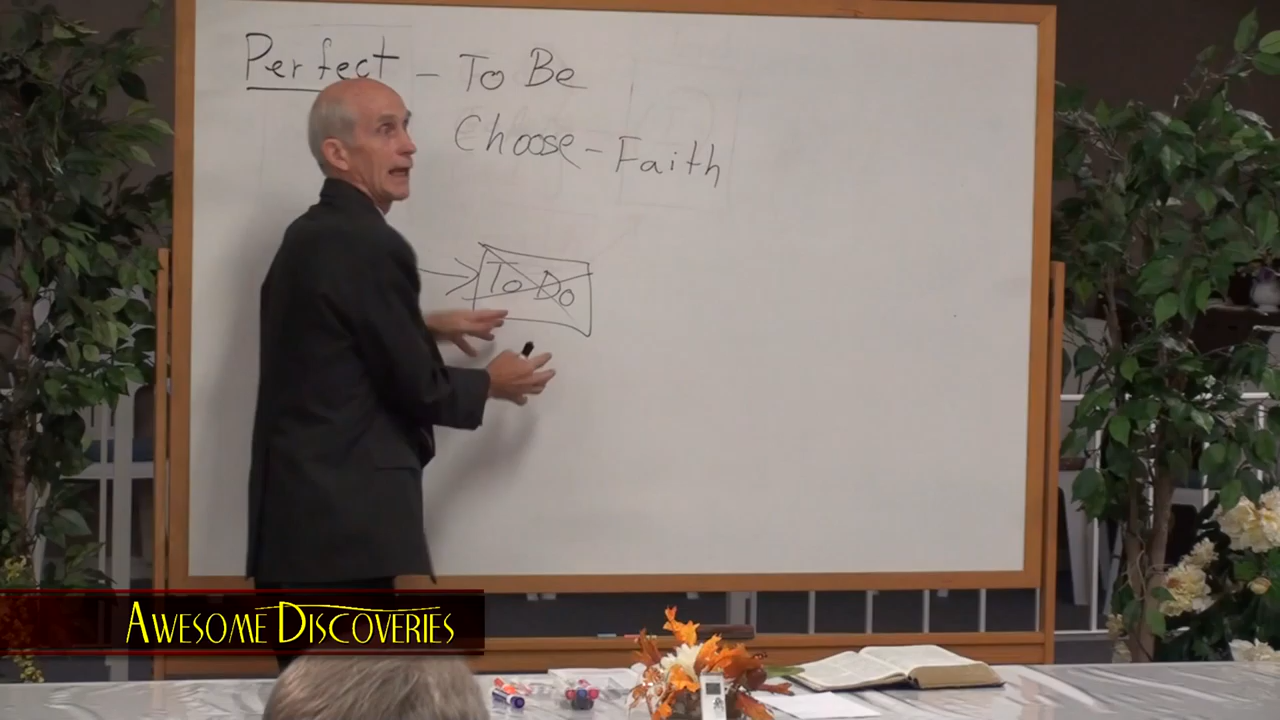 Perfect - To Be
Choose - Faith
To Do
AWESOME DISCOVERIES